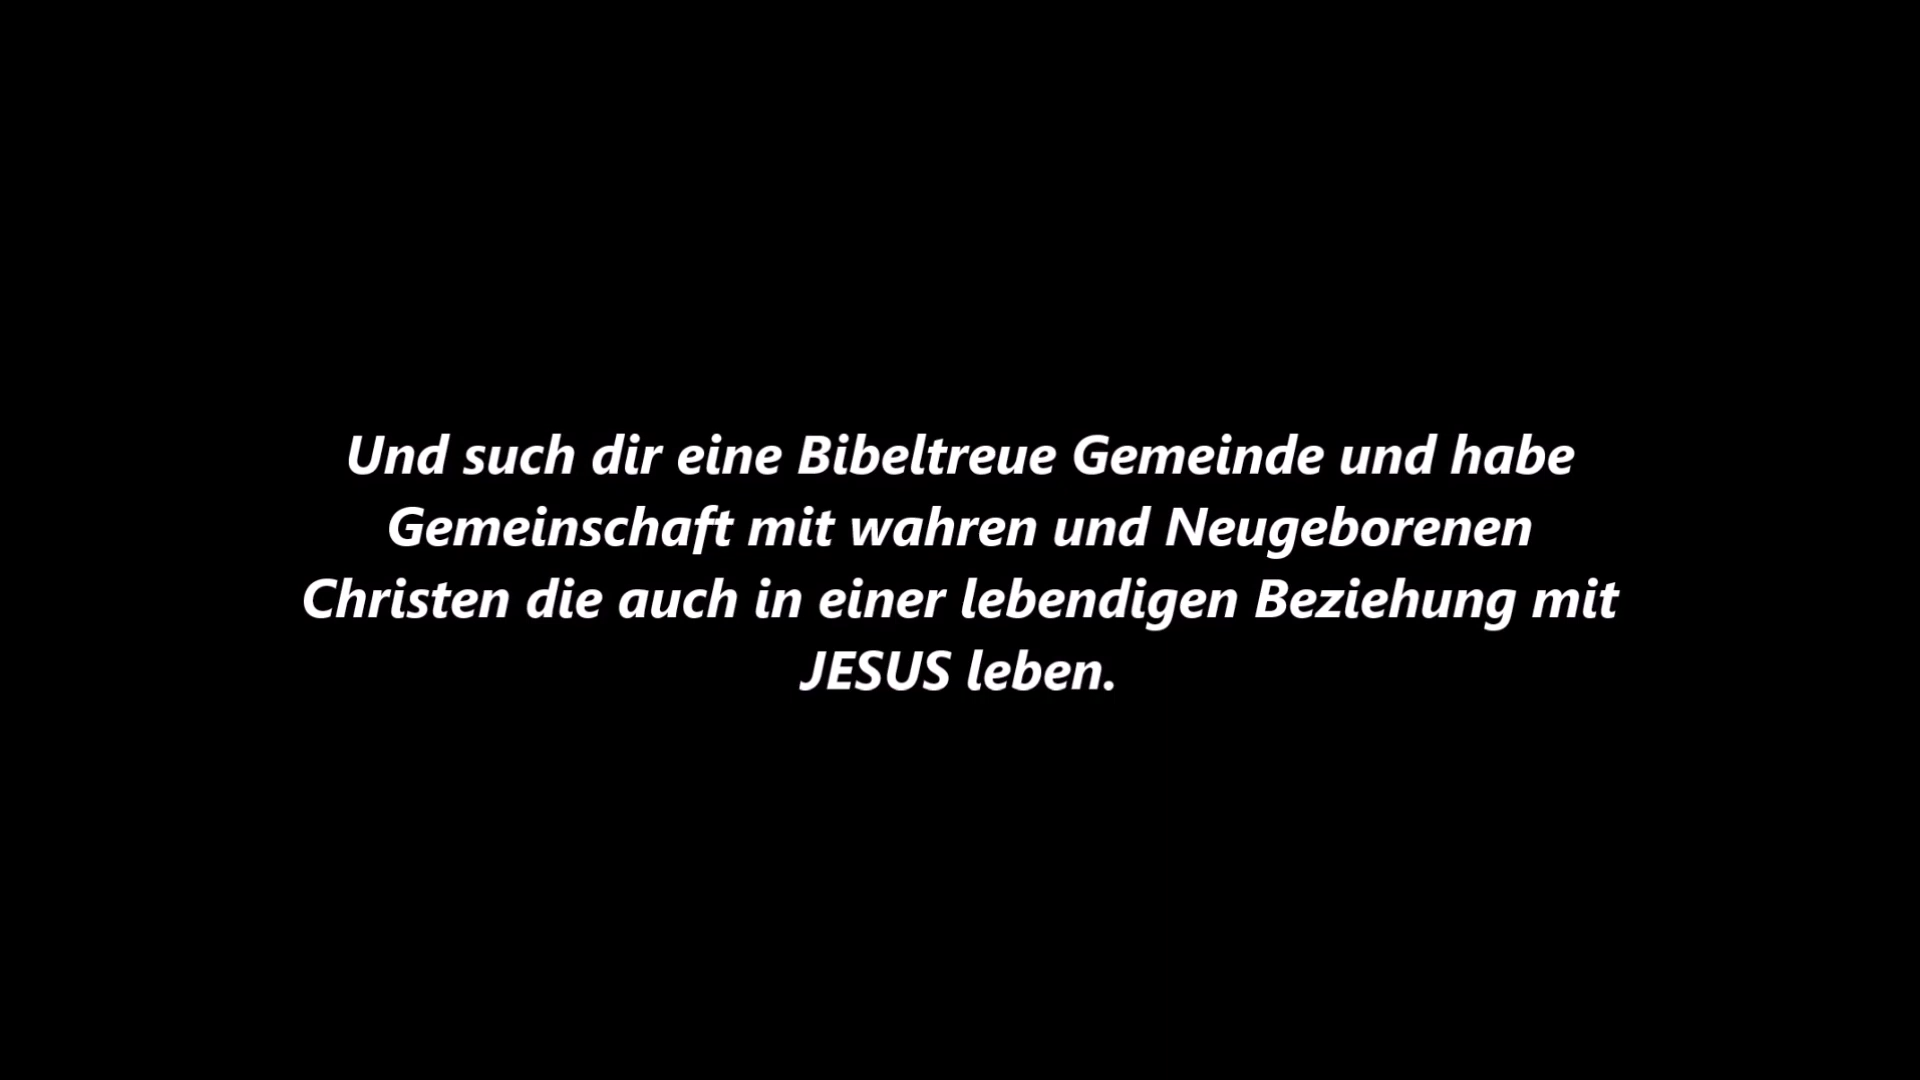 Und such dir eine Bibeltreue Gemeinde und habe
Gemeinschaft mit wahren und Neugeborenen
Christen die auch in einer lebendigen Beziehung mit
JESUS leben.